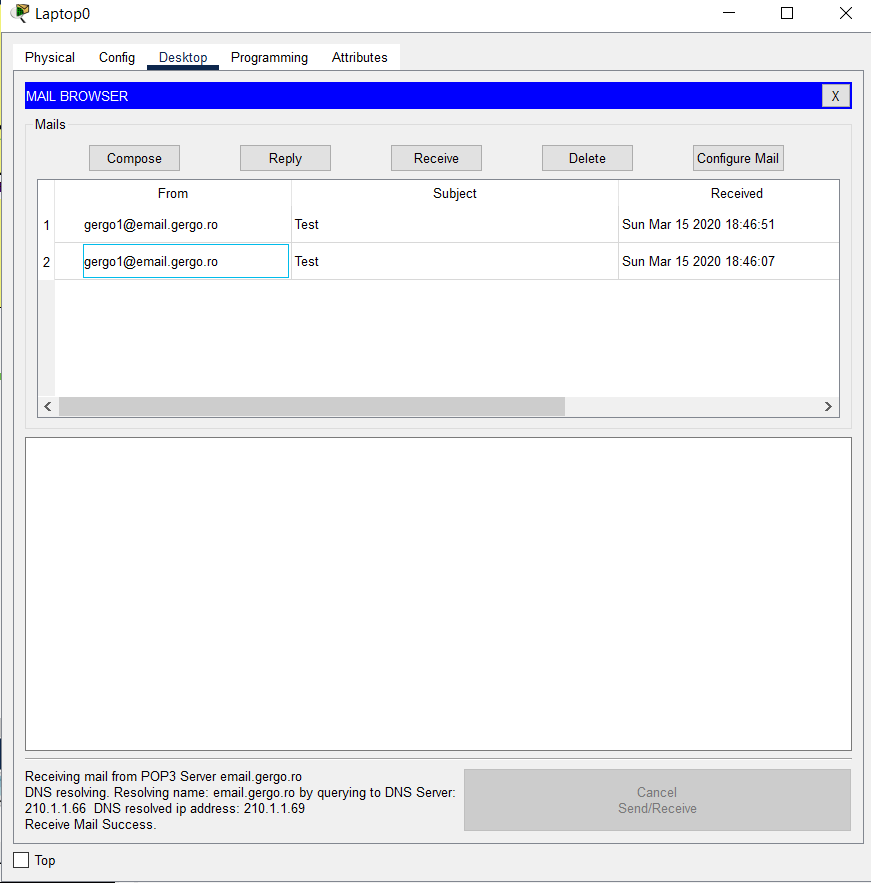 Laptop0
Physical Config Desktop Programming Attributes
MAIL BROWSER X
Mails
Compose Reply Receive Delete Configure Mail
From Subject Received
1 gergo1@email.gergo.ro Test Sun Mar 15 2020 18:46:51
2 gergo1@email.gergo.ro Test Sun Mar 15 2020 18:46:07
Receiving mail from POP3 Server email.gergo.ro
DNS resolving. Resolving name: email.gergo.ro by querying to DNS Server:
210.1.1.66  DNS resolved ip address: 210.1.1.69
Receive Mail Success.
Cancel
Send/Receive
Top